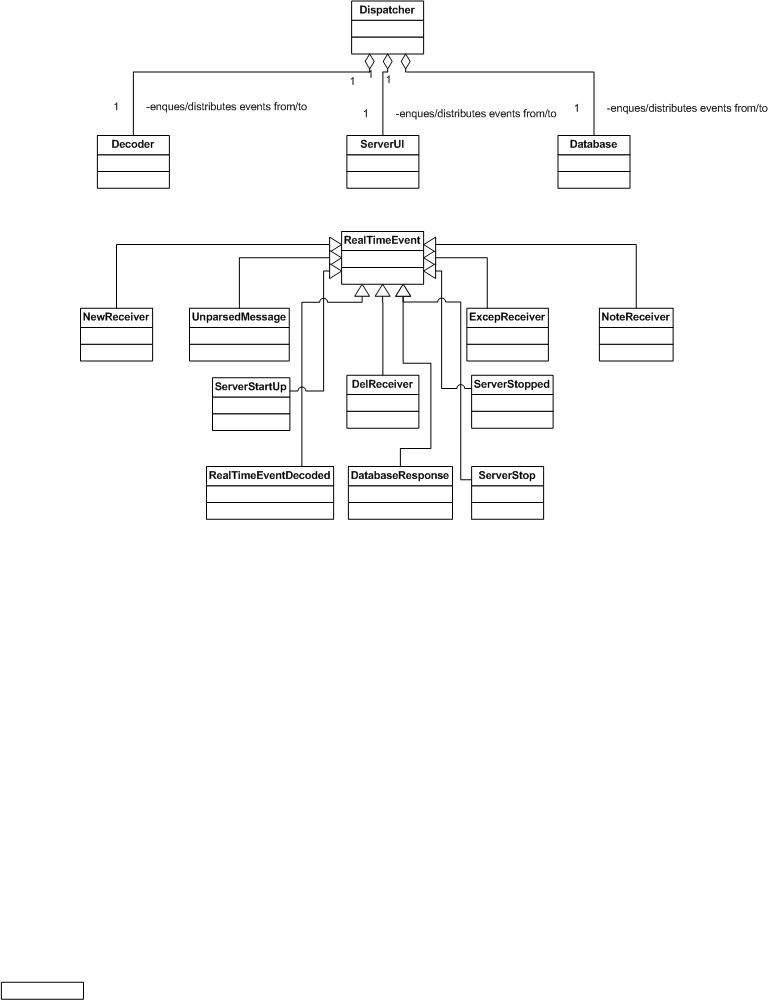 Dispatcher
1
1
1
1 -enques/distributes events from/to
1 -enques/distributes events from/to
1 -enques/distributes events from/to
Decoder
ServerUI
Database
RealTimeEvent
NewReceiver
UnparsedMessage
ExcepReceiver
NoteReceiver
ServerStartUp
DelReceiver
ServerStopped
RealTimeEventDecoded
DatabaseResponse
ServerStop